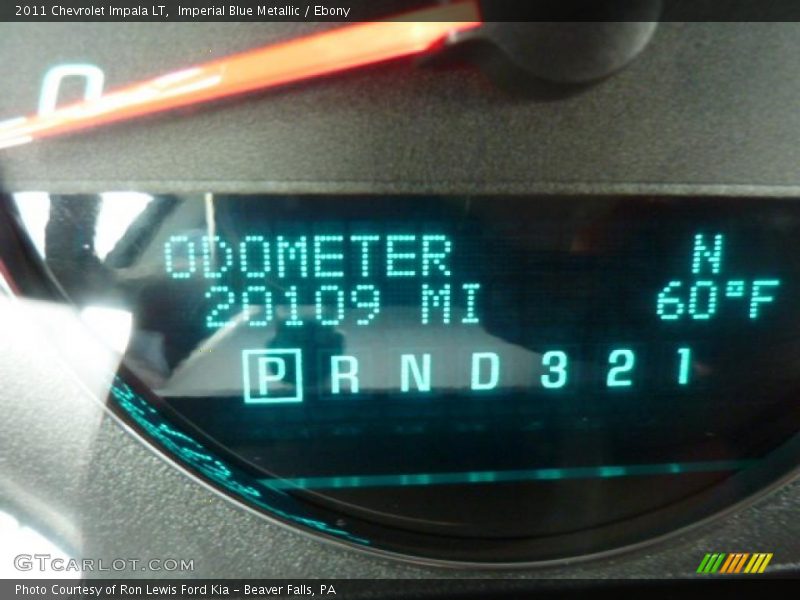 2011 Chevrolet Impala LT,  Imperial Blue Metallic / Ebony
0
ODOMETER N
20109 MI 60°F
P R N D 3 2 1
GTCARLOT.COM
Photo Courtesy of Ron Lewis Ford Kia - Beaver Falls, PA